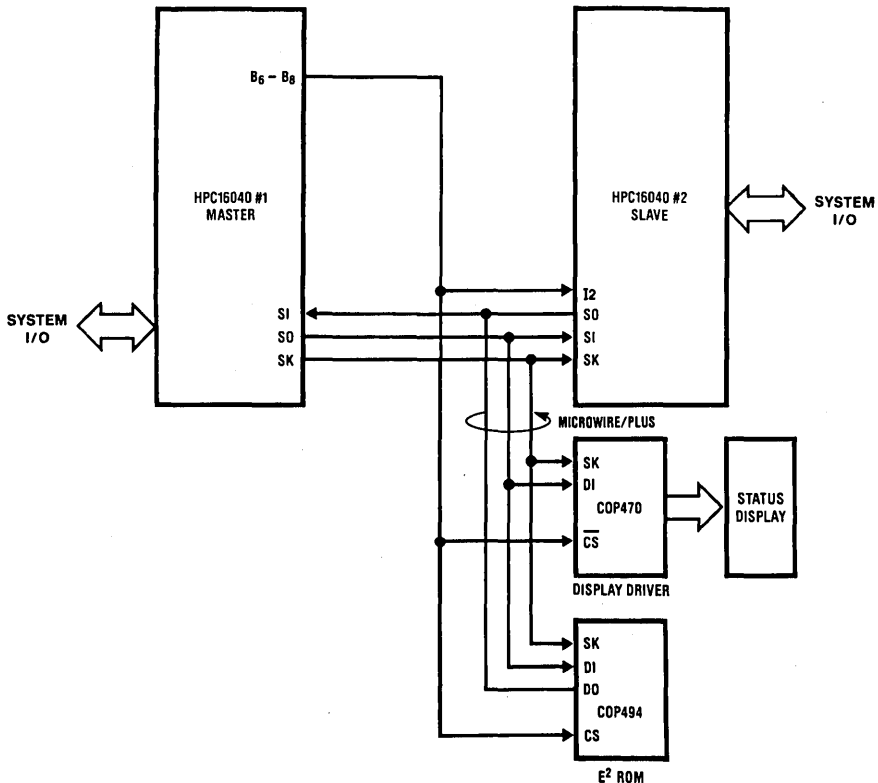 B₆ – B₈
HPC16040 #1
MASTER
SYSTEM
I/O
SI
SO
SK
HPC16040 #2
SLAVE
SYSTEM
I/O
I2
SO
SI
SK
MICROWIRE/PLUS
SK
DI
COP470
C̅S̅
DISPLAY DRIVER
STATUS
DISPLAY
SK
DI
DO
COP494
CS
E² ROM